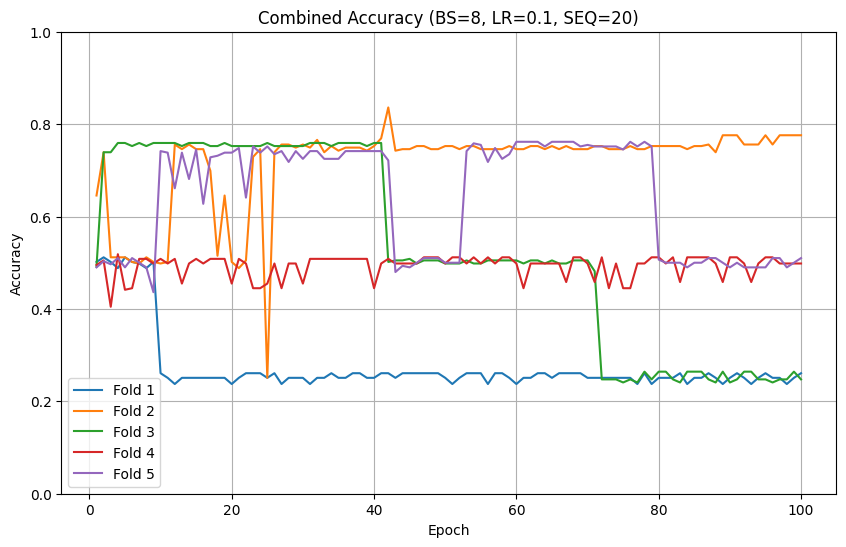 Combined Accuracy (BS=8, LR=0.1, SEQ=20)
Accuracy
1.0
0.8
0.6
0.4
0.2
0.0
Fold 1
Fold 2
Fold 3
Fold 4
Fold 5
0 20 40 60 80 100
Epoch